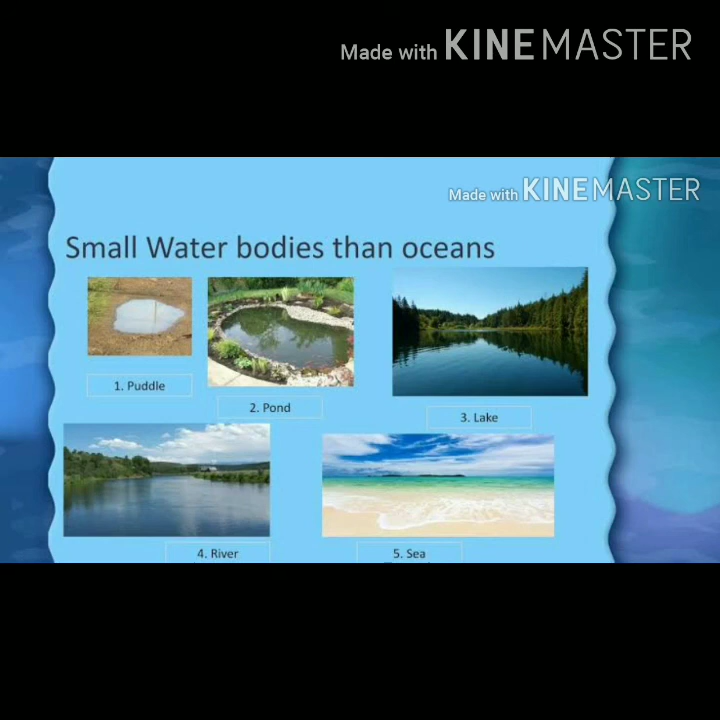 Made with KINEMASTER
Made with KINEMASTER
Small Water bodies than oceans
1. Puddle
2. Pond
3. Lake
4. River
5. Sea